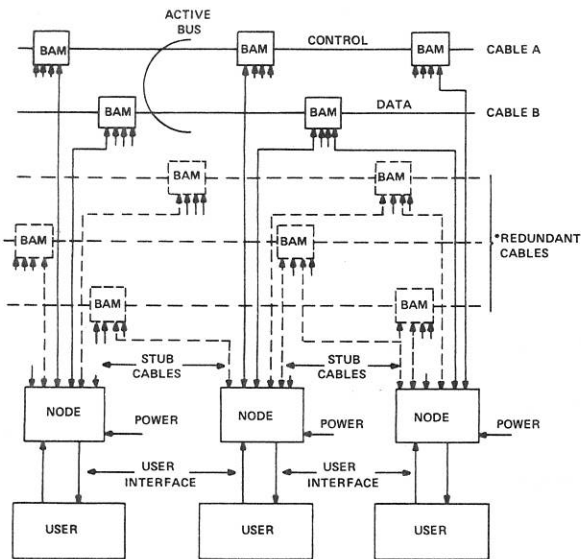 ACTIVE
BUS
BAM
BAM
CONTROL
BAM
CABLE A
BAM
BAM
DATA
CABLE B
BAM
BAM
BAM
BAM
*REDUNDANT
CABLES
BAM
BAM
STUB
CABLES
STUB
CABLES
NODE
POWER
NODE
POWER
NODE
POWER
USER
INTERFACE
USER
INTERFACE
USER
USER
USER